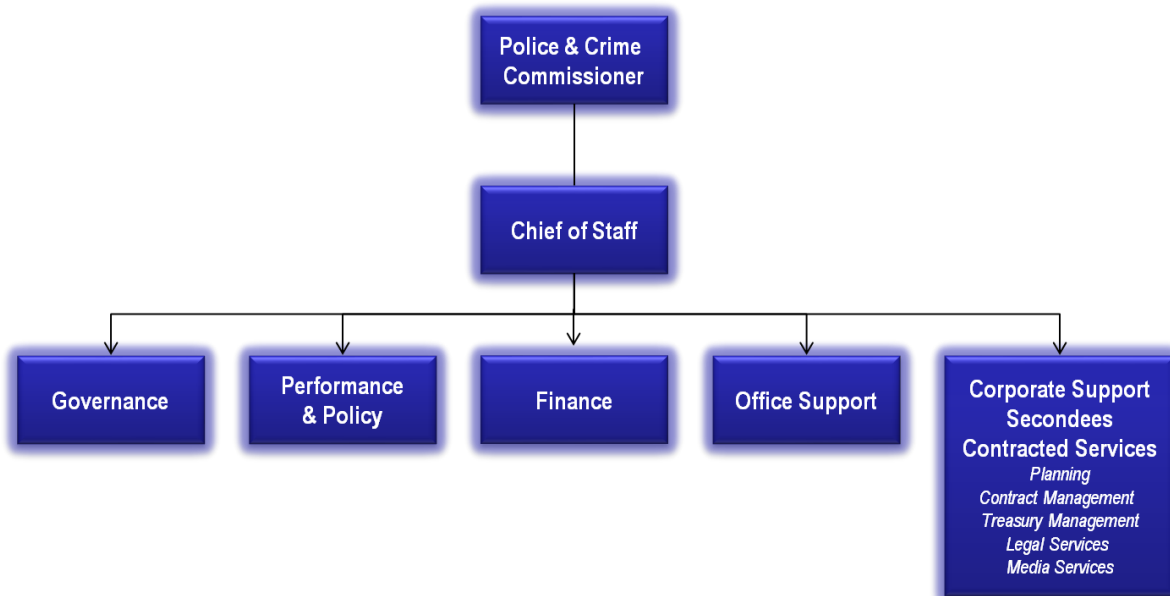 Police & Crime
Commissioner
Chief of Staff
Governance
Performance
& Policy
Finance
Office Support
Corporate Support
Secondees
Contracted Services
Planning
Contract Management
Treasury Management
Legal Services
Media Services